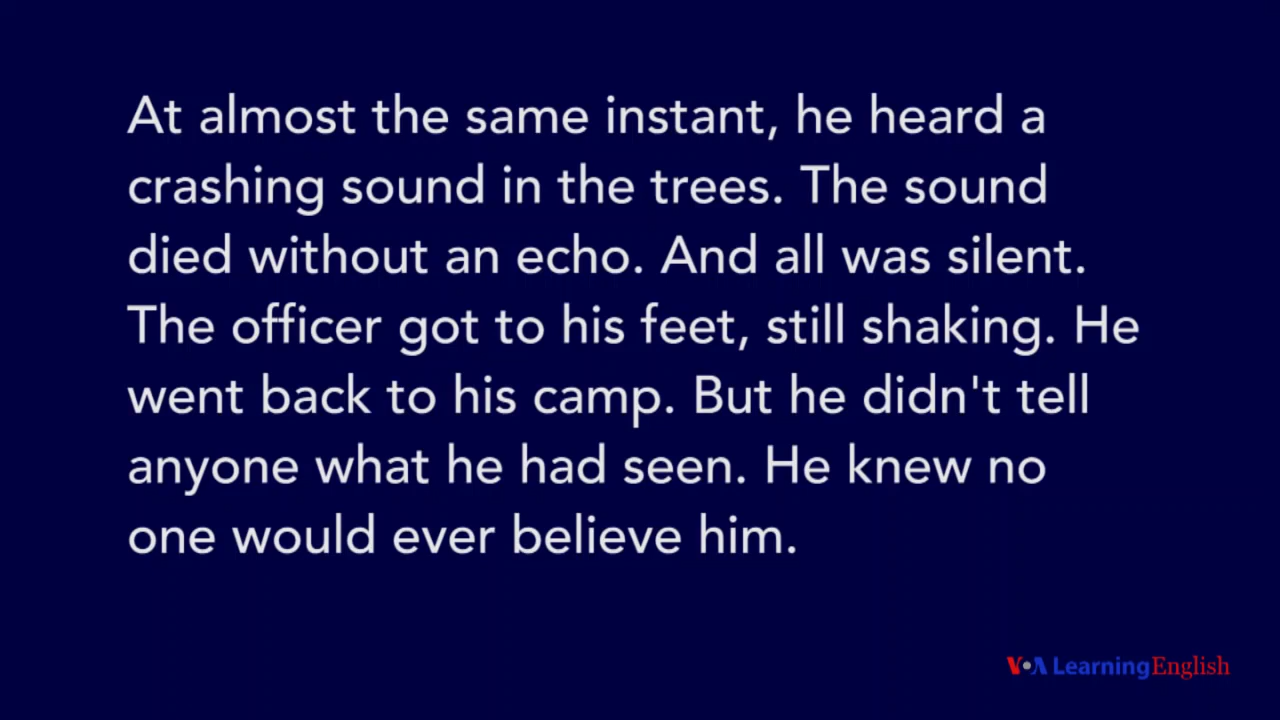 At almost the same instant, he heard a
crashing sound in the trees. The sound
died without an echo. And all was silent.
The officer got to his feet, still shaking. He
went back to his camp. But he didn't tell
anyone what he had seen. He knew no
one would ever believe him.
VOA Learning English